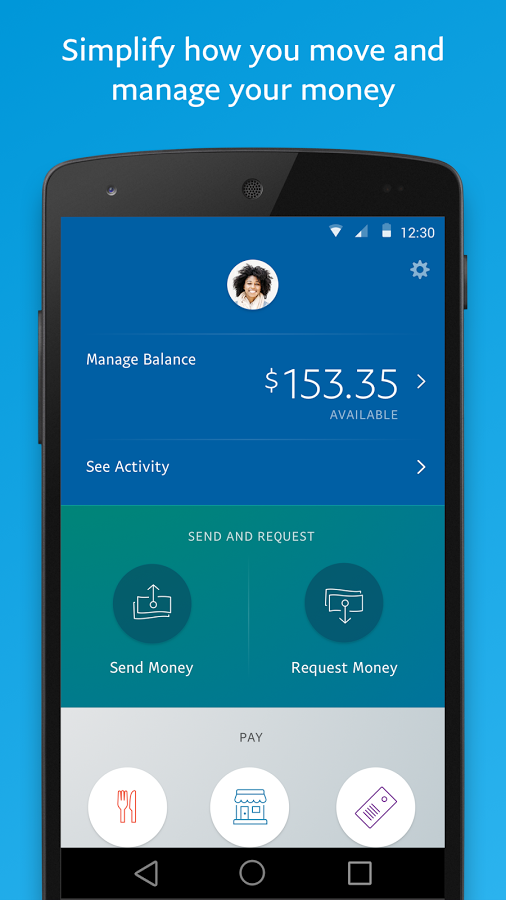 Simplify how you move and
manage your money
12:30
Manage Balance
$153.35
AVAILABLE
See Activity
SEND AND REQUEST
Send Money
Request Money
PAY